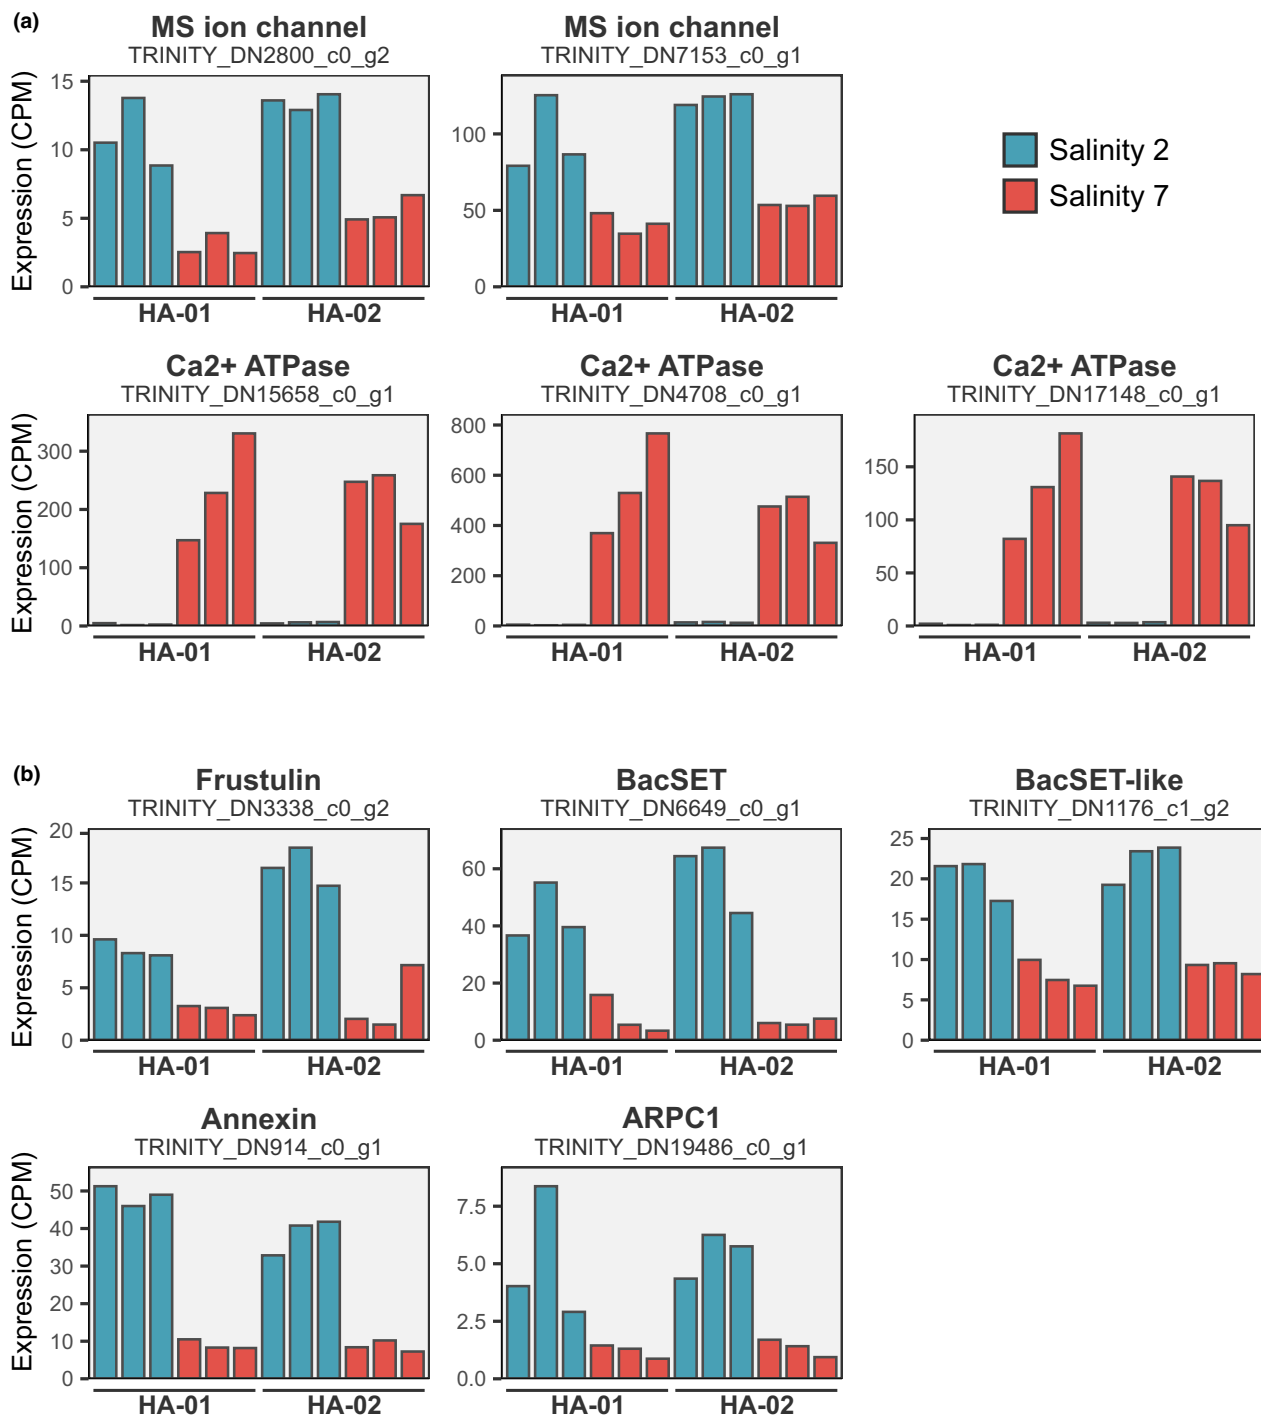 (a)
MS ion channel
TRINITY_DN2800_c0_g2
Expression (CPM)
15
10
5
0
HA-01
HA-02
MS ion channel
TRINITY_DN7153_c0_g1
100
50
0
HA-01
HA-02
Salinity 2
Salinity 7
Ca2+ ATPase
TRINITY_DN15658_c0_g1
Expression (CPM)
300
200
100
0
HA-01
HA-02
Ca2+ ATPase
TRINITY_DN4708_c0_g1
800
600
400
200
0
HA-01
HA-02
Ca2+ ATPase
TRINITY_DN17148_c0_g1
150
100
50
0
HA-01
HA-02
(b)
Frustulin
TRINITY_DN3338_c0_g2
Expression (CPM)
20
15
10
5
0
HA-01
HA-02
BacSET
TRINITY_DN6649_c0_g1
60
40
20
0
HA-01
HA-02
BacSET-like
TRINITY_DN1176_c1_g2
25
20
15
10
5
0
HA-01
HA-02
Annexin
TRINITY_DN914_c0_g1
Expression (CPM)
50
40
30
20
10
0
HA-01
HA-02
ARPC1
TRINITY_DN19486_c0_g1
7.5
5.0
2.5
0.0
HA-01
HA-02